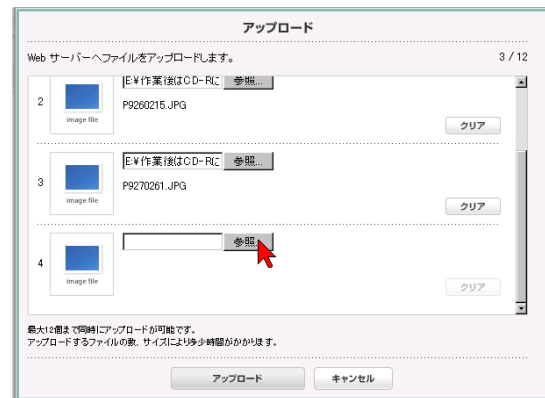 アップロード
Web サーバーへファイルをアップロードします。
3 / 12
2
image file
E:¥作業後はCD-Rに
参照...
P9260215.JPG
クリア
3
image file
E:¥作業後はCD-Rに
参照...
P9270261.JPG
クリア
4
image file
参照...
クリア
最大12個まで同時にアップロードが可能です。
アップロードするファイルの数、サイズにより多少時間がかかります。
アップロード
キャンセル